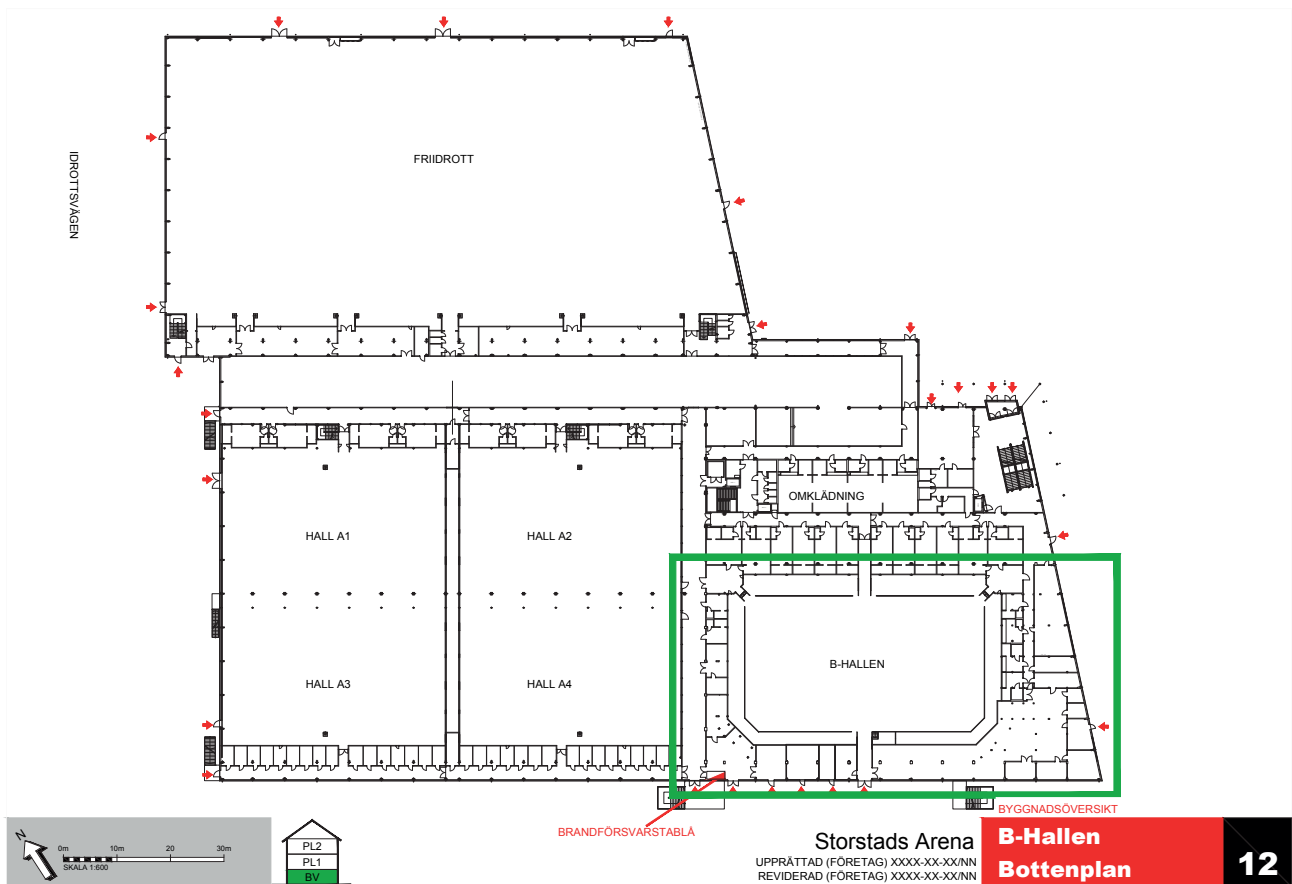 IDROTTSVÄGEN
FRIIDROTT
OMKLÄDNING
HALL A1
HALL A2
B-HALLEN
HALL A3
HALL A4
BRANDFÖRSVARSTABLÅ
BYGGNADSÖVERSIKT
N
0m 10m 20 30m
SKALA 1:600
PL2
PL1
BV
Storstads Arena
UPPRÄTTAD (FÖRETAG) XXXX-XX-XX/NN
REVIDERAD (FÖRETAG) XXXX-XX-XX/NN
B-Hallen
Bottenplan
12